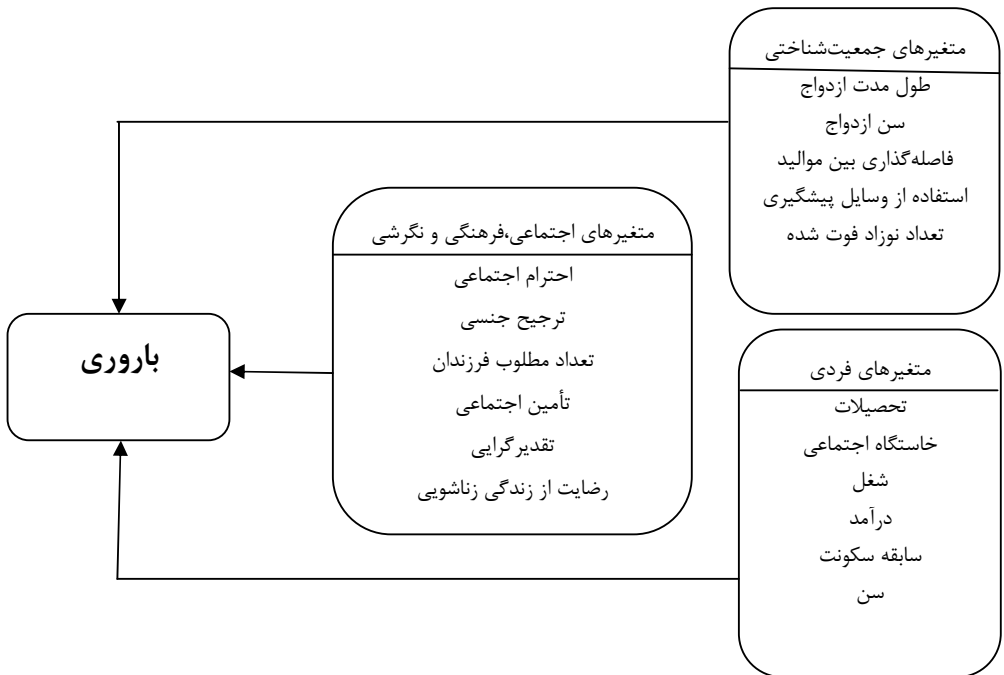 متغیرهای جمعیت‌شناختی
طول مدت ازدواج
سن ازدواج
فاصله‌گذاری بین موالید
استفاده از وسایل پیشگیری
تعداد نوزاد فوت شده
متغیرهای اجتماعی،فرهنگی و نگرشی
احترام اجتماعی
ترجیح جنسی
تعداد مطلوب فرزندان
تأمین اجتماعی
تقدیرگرایی
رضایت از زندگی زناشویی
متغیرهای فردی
تحصیلات
خاستگاه اجتماعی
شغل
درآمد
سابقه سکونت
سن
باروری